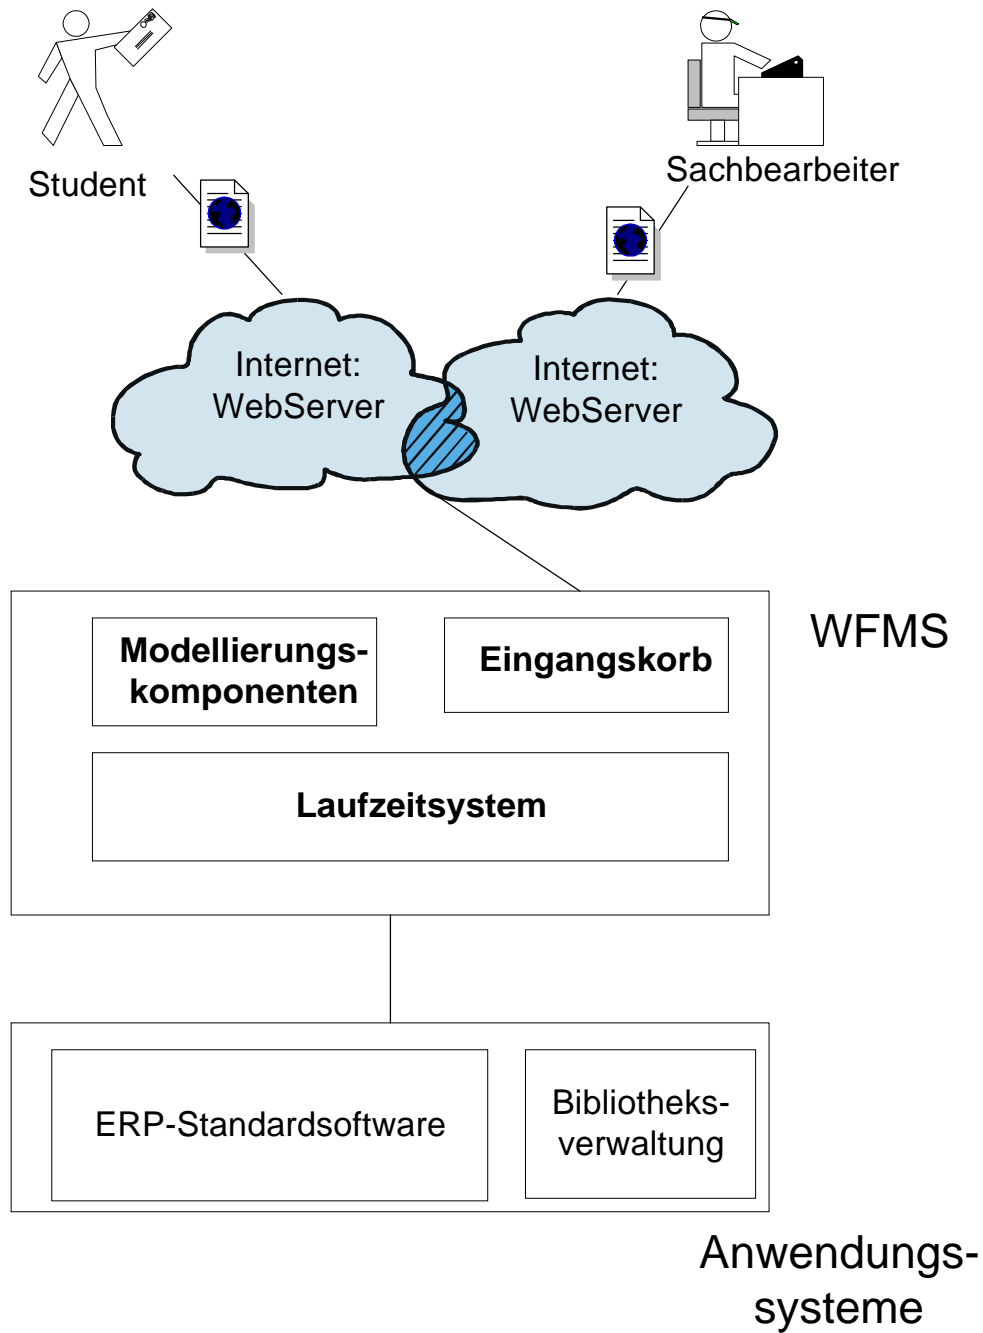 Student
Sachbearbeiter
Internet:
WebServer
Internet:
WebServer
WFMS
Modellierungs-
komponenten
Eingangskorb
Laufzeitsystem
ERP-Standardsoftware
Bibliotheks-
verwaltung
Anwendungs-
systeme